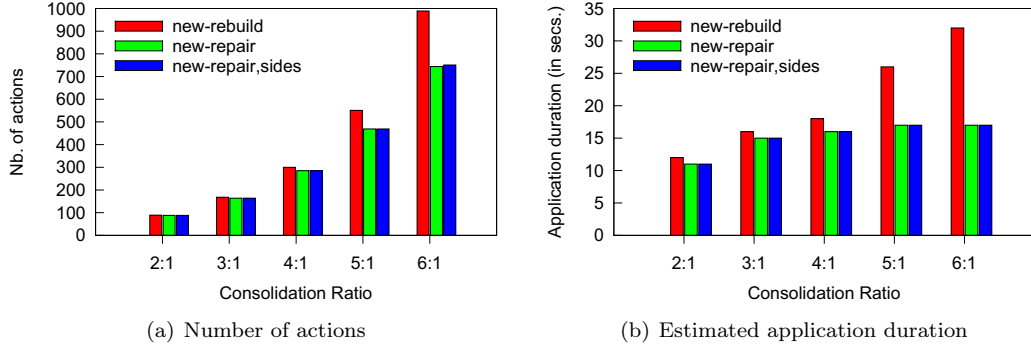 1000
900
800
700
600
500
400
300
200
100
0
Nb. of actions
new-rebuild
new-repair
new-repair,sides
2:1 3:1 4:1 5:1 6:1
Consolidation Ratio
(a) Number of actions
35
30
25
20
15
10
5
0
Application duration (in secs.)
new-rebuild
new-repair
new-repair,sides
2:1 3:1 4:1 5:1 6:1
Consolidation Ratio
(b) Estimated application duration